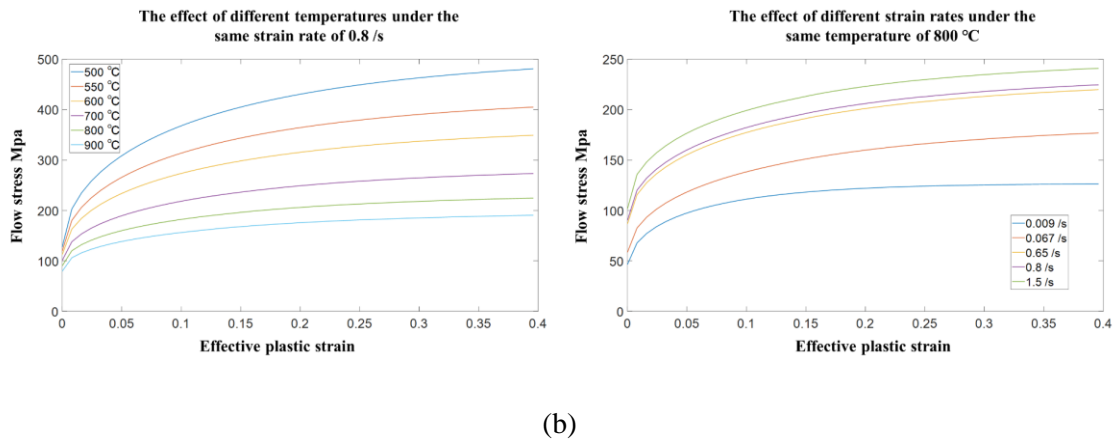 The effect of different temperatures under the
same strain rate of 0.8 /s
500
400
300
200
100
0
Flow stress Mpa
500 °C
550 °C
600 °C
700 °C
800 °C
900 °C
0 0.05 0.1 0.15 0.2 0.25 0.3 0.35 0.4
Effective plastic strain
The effect of different strain rates under the
same temperature of 800 °C
250
200
150
100
50
0
Flow stress Mpa
0.009 /s
0.067 /s
0.65 /s
0.8 /s
1.5 /s
0 0.05 0.1 0.15 0.2 0.25 0.3 0.35 0.4
Effective plastic strain
(b)